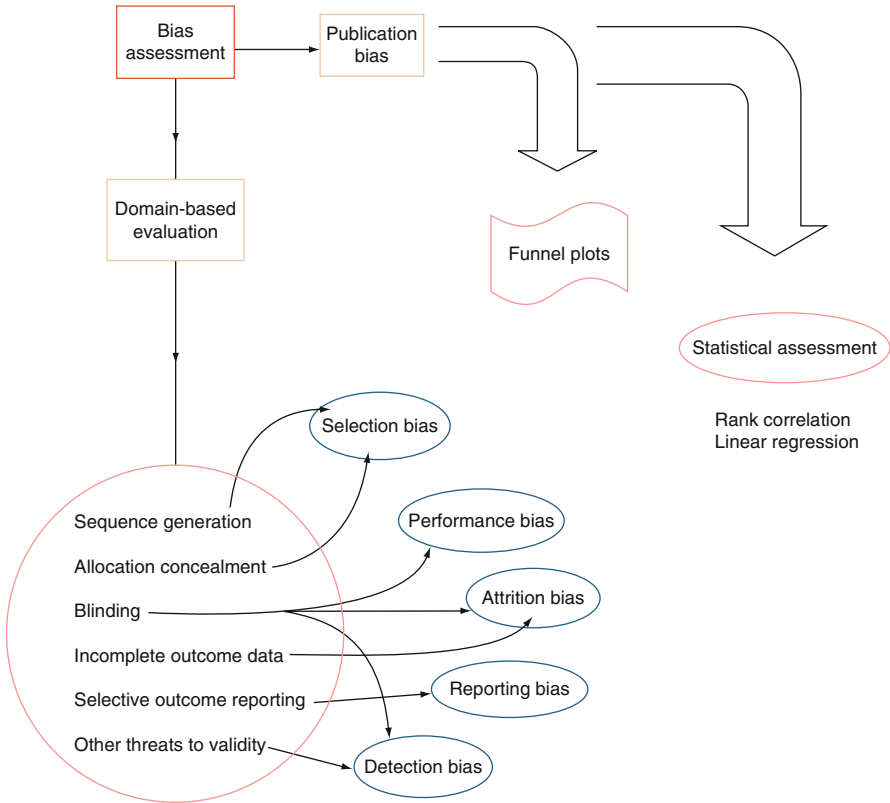 Bias
assessment
Publication
bias
Domain-based
evaluation
Funnel plots
Statistical assessment
Rank correlation
Linear regression
Selection bias
Sequence generation
Performance bias
Allocation concealment
Attrition bias
Blinding
Incomplete outcome data
Reporting bias
Selective outcome reporting
Other threats to validity
Detection bias